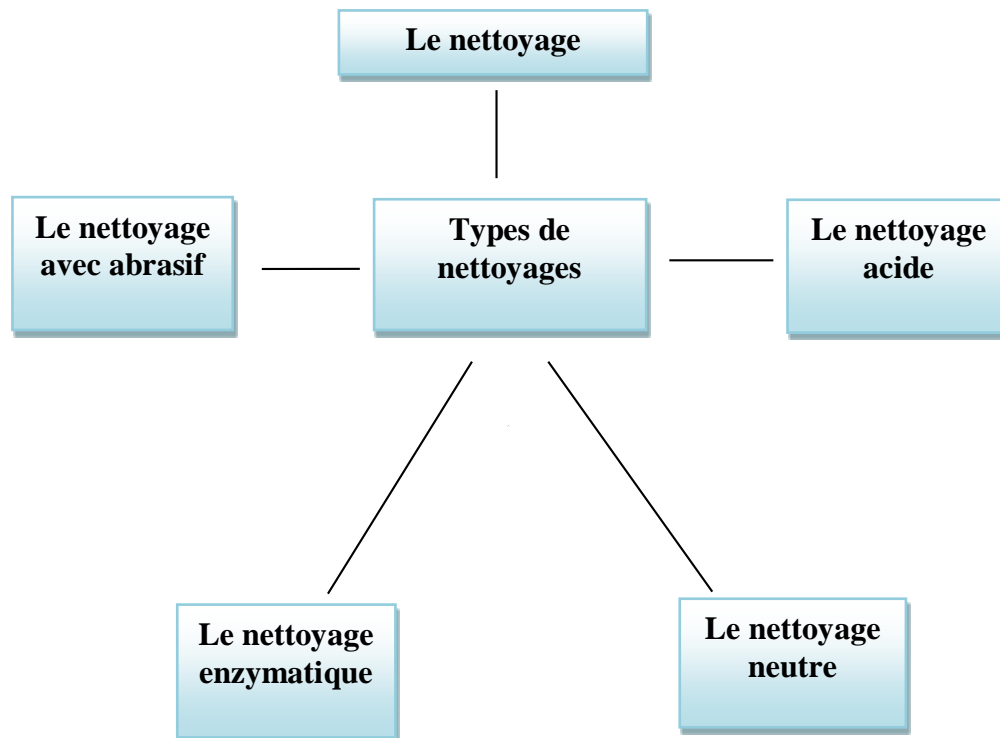 Le nettoyage
Le nettoyage
avec abrasif
Types de
nettoyages
Le nettoyage
acide
Le nettoyage
enzymatique
Le nettoyage
neutre